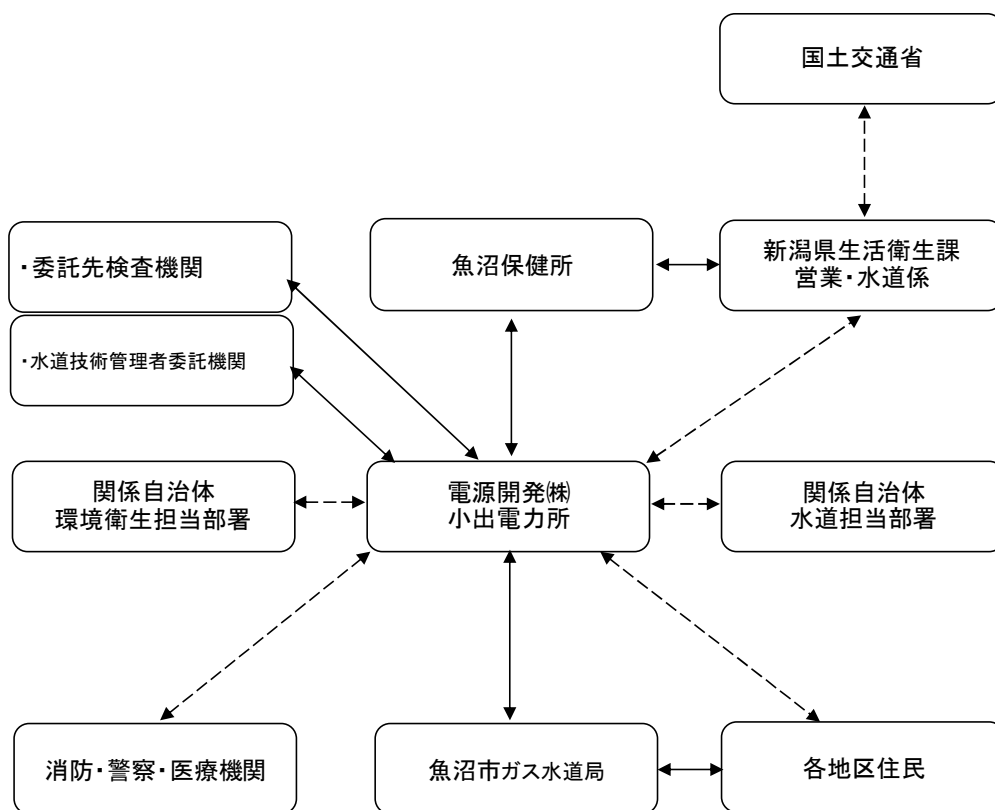 国土交通省
・委託先検査機関
魚沼保健所
新潟県生活衛生課
営業・水道係
・水道技術管理者委託機関
関係自治体
環境衛生担当部署
電源開発㈱
小出電力所
関係自治体
水道担当部署
消防・警察・医療機関
魚沼市ガス水道局
各地区住民